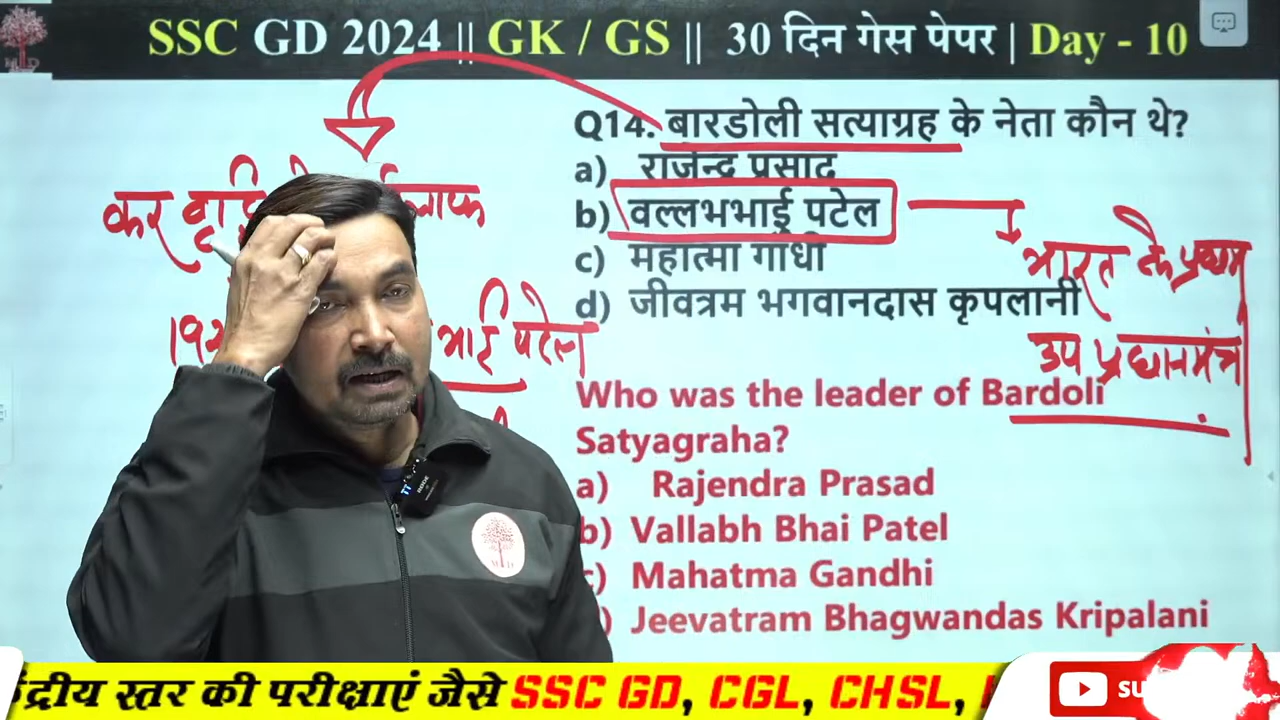 SSC GD 2024 || GK / GS || 30 दिन गेस पेपर | Day - 10
Q14. बारडोली सत्याग्रह के नेता कौन थे?
a) राजेन्द्र प्रसाद
b) वल्लभभाई पटेल
c) महात्मा गांधी
d) जीवत्रम भगवानदास कृपलानी
कर
भारत के प्रथम
उप प्रधानमंत्र
भाई पटेल
Who was the leader of Bardoli
Satyagraha?
a) Rajendra Prasad
b) Vallabh Bhai Patel
c) Mahatma Gandhi
) Jeevatram Bhagwandas Kripalani
केंद्रीय स्तर की परीक्षाएं जैसे SSC GD, CGL, CHSL,